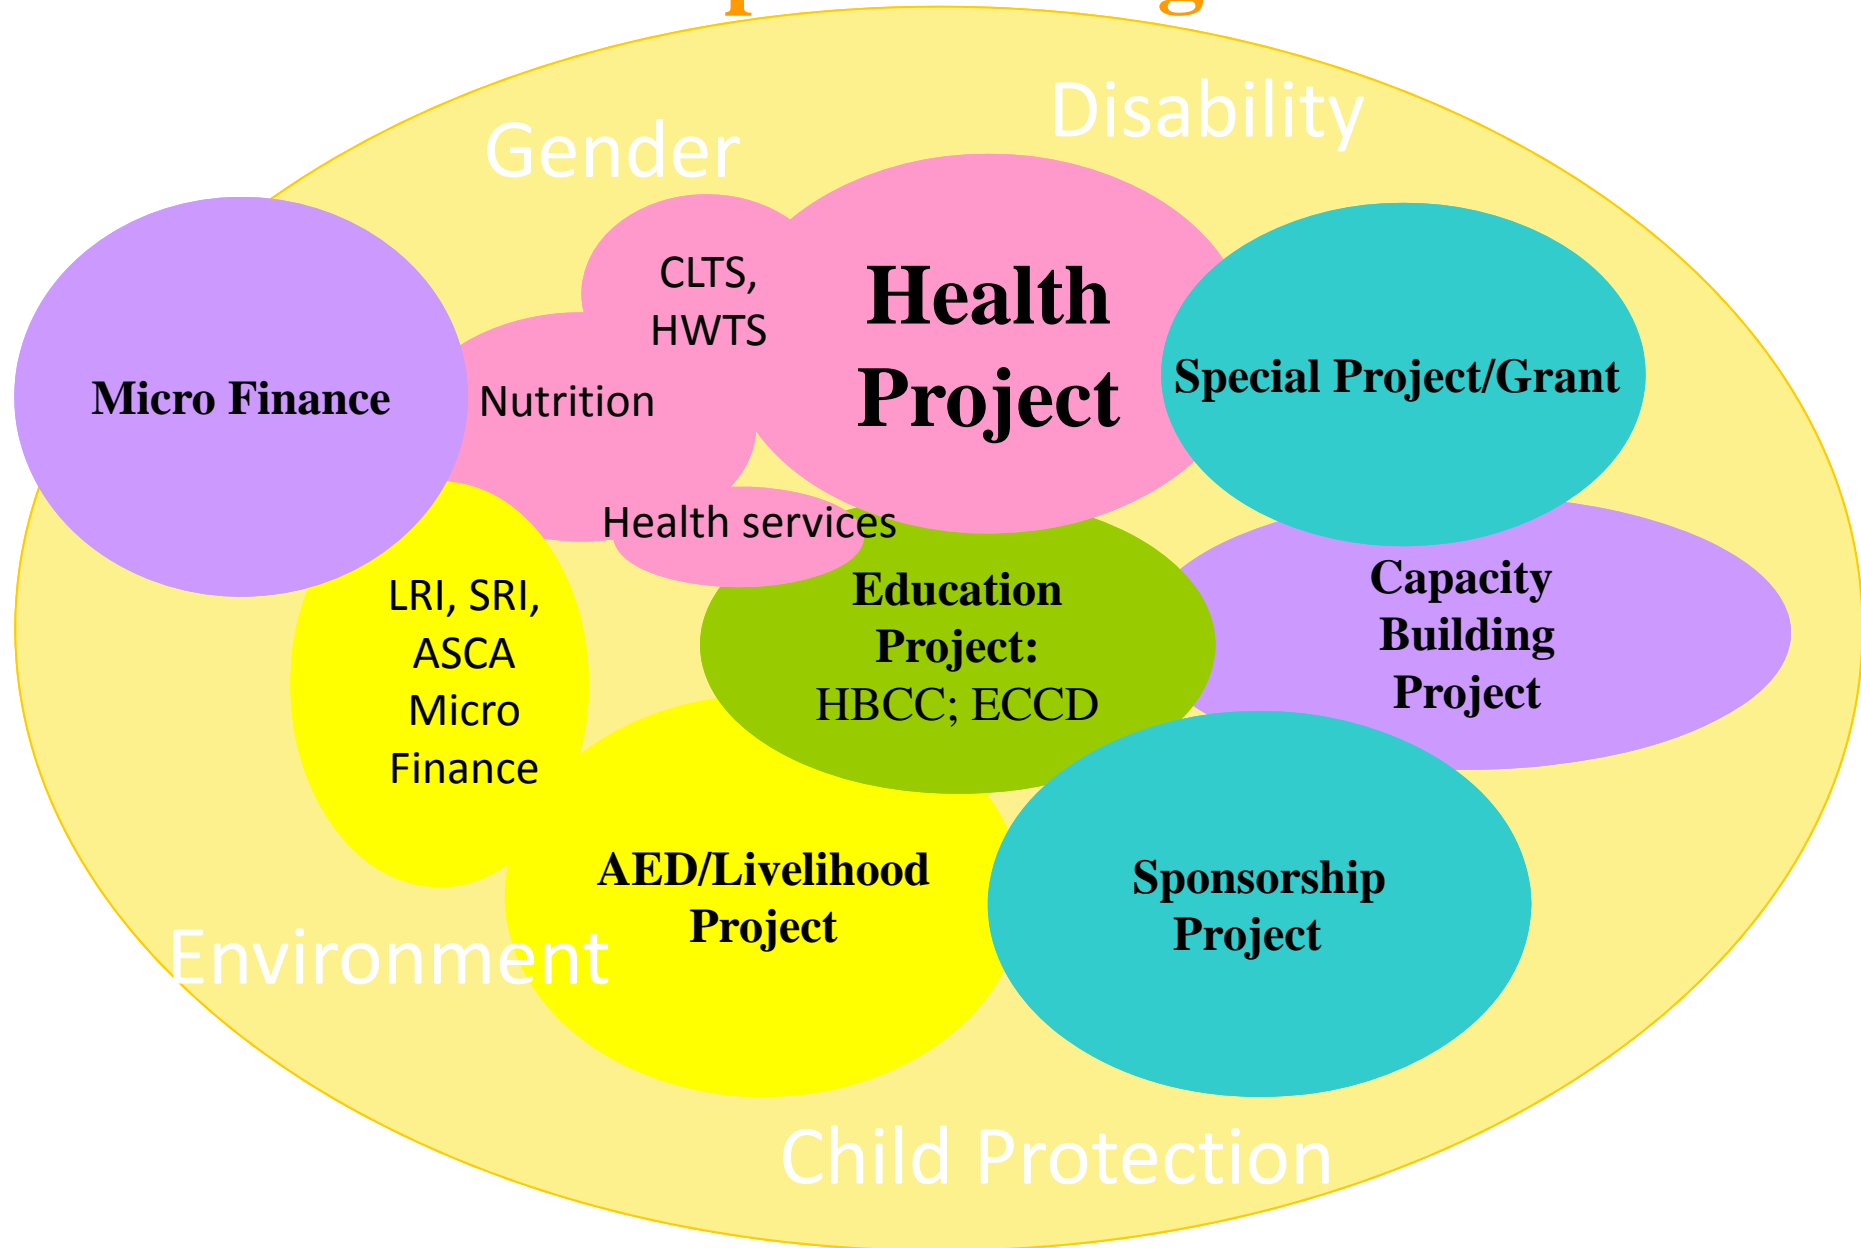 Disability
Gender
CLTS,
HWTS
Health
Project
Special Project/Grant
Micro Finance
Nutrition
Health services
LRI, SRI,
ASCA
Micro
Finance
Education
Project:
HBCC; ECCD
Capacity
Building
Project
AED/Livelihood
Project
Sponsorship
Project
Environment
Child Protection